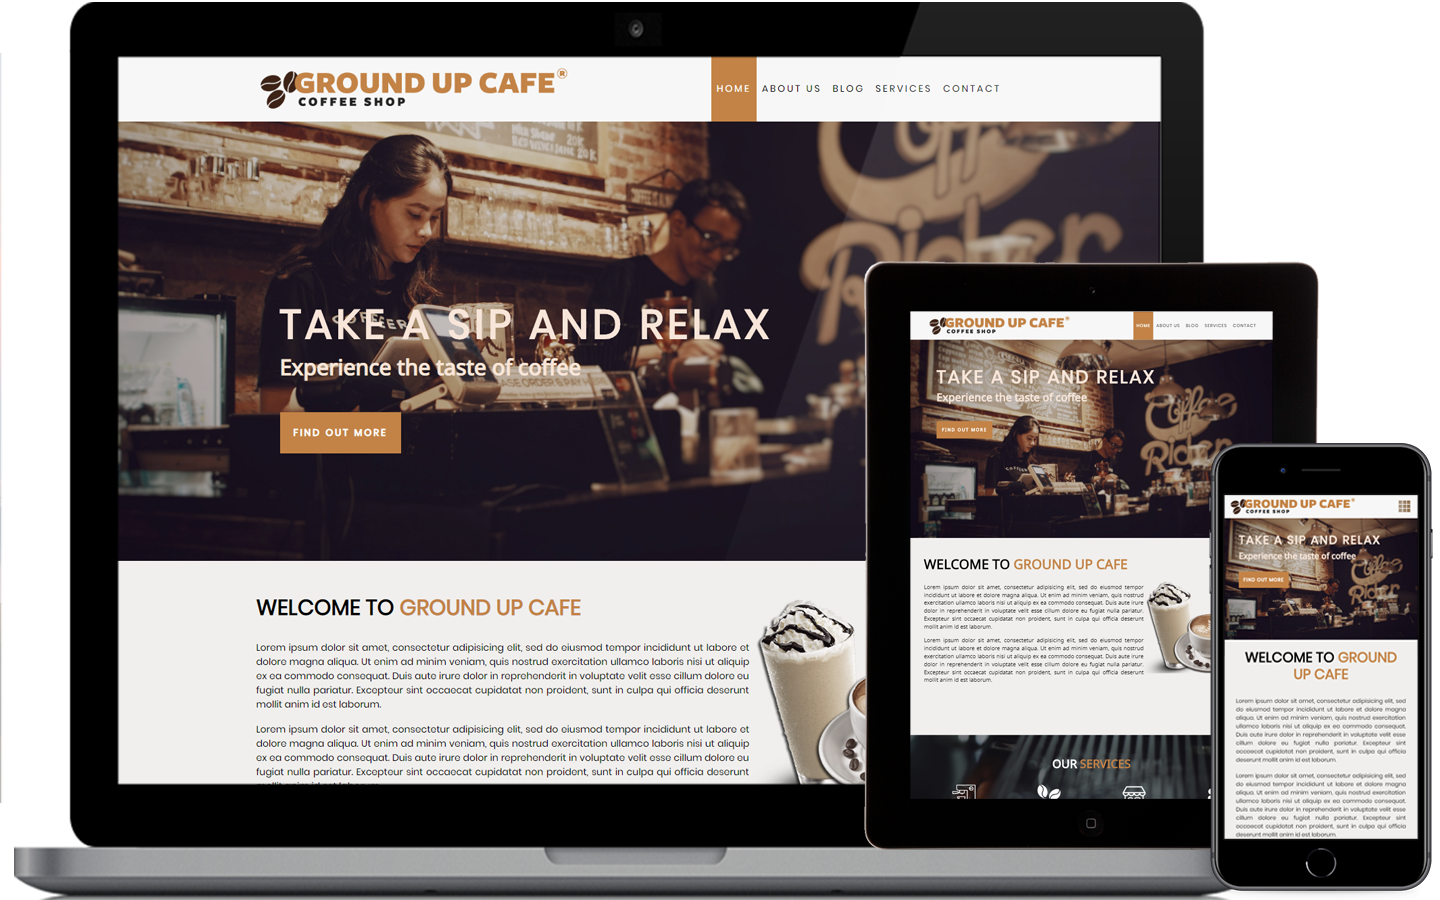 GROUND UP CAFE®
COFFEE SHOP
HOME ABOUT US BLOG SERVICES CONTACT
TAKE A SIP AND RELAX
Experience the taste of coffee
FIND OUT MORE
Coffee
Rider
WELCOME TO GROUND UP CAFE
Lorem ipsum dolor sit amet, consectetur adipisicing elit, sed do eiusmod tempor incididunt ut labore et
dolore magna aliqua. Ut enim ad minim veniam, quis nostrud exercitation ullamco laboris nisi ut aliquip
ex ea commodo consequat. Duis aute irure dolor in reprehenderit in voluptate velit esse cillum dolore eu
fugiat nulla pariatur. Excepteur sint occaecat cupidatat non proident, sunt in culpa qui officia deserunt
mollit anim id est laborum.
Lorem ipsum dolor sit amet, consectetur adipisicing elit, sed do eiusmod tempor incididunt ut labore et
dolore magna aliqua. Ut enim ad minim veniam, quis nostrud exercitation ullamco laboris nisi ut aliquip
ex ea commodo consequat. Duis aute irure dolor in reprehenderit in voluptate velit esse cillum dolore eu
fugiat nulla pariatur. Excepteur sint occaecat cupidatat non proident, sunt in culpa qui officia deserunt
GROUND UP CAFE®
COFFEE SHOP
HOME ABOUT US BLOG SERVICES CONTACT
TAKE A SIP AND RELAX
Experience the taste of coffee
FIND OUT MORE
Coffee
Rider
WELCOME TO GROUND UP CAFE
Lorem ipsum dolor sit amet, consectetur adipisicing elit, sed do eiusmod tempor
incididunt ut labore et dolore magna aliqua. Ut enim ad minim veniam, quis nostrud
exercitation ullamco laboris nisi ut aliquip ex ea commodo consequat. Duis aute irure
dolor in reprehenderit in voluptate velit esse cillum dolore eu fugiat nulla pariatur.
Excepteur sint occaecat cupidatat non proident, sunt in culpa qui officia deserunt
mollit anim id est laborum.
Lorem ipsum dolor sit amet, consectetur adipisicing elit, sed do eiusmod tempor
incididunt ut labore et dolore magna aliqua. Ut enim ad minim veniam, quis nostrud
exercitation ullamco laboris nisi ut aliquip ex ea commodo consequat. Duis aute irure
dolor in reprehenderit in voluptate velit esse cillum dolore eu fugiat nulla pariatur.
Excepteur sint occaecat cupidatat non proident, sunt in culpa qui officia deserunt
mollit anim id est laborum.
OUR SERVICES
GROUND UP CAFE®
COFFEE SHOP
TAKE A SIP AND RELAX
Experience the taste of coffee
FIND OUT MORE
Coffee
Rider
WELCOME TO GROUND
UP CAFE
Lorem ipsum dolor sit amet, consectetur adipisicing elit, sed
do eiusmod tempor incididunt ut labore et dolore magna
aliqua. Ut enim ad minim veniam, quis nostrud exercitation
ullamco laboris nisi ut aliquip ex ea commodo consequat.
Duis aute irure dolor in reprehenderit in voluptate velit esse
cillum dolore eu fugiat nulla pariatur. Excepteur sint
occaecat cupidatat non proident, sunt in culpa qui officia
deserunt mollit anim id est laborum.
Lorem ipsum dolor sit amet, consectetur adipisicing elit, sed
do eiusmod tempor incididunt ut labore et dolore magna
aliqua. Ut enim ad minim veniam, quis nostrud exercitation
ullamco laboris nisi ut aliquip ex ea commodo consequat.
Duis aute irure dolor in reprehenderit in voluptate velit esse
cillum dolore eu fugiat nulla pariatur. Excepteur sint
occaecat cupidatat non proident, sunt in culpa qui officia
deserunt mollit anim id est laborum.